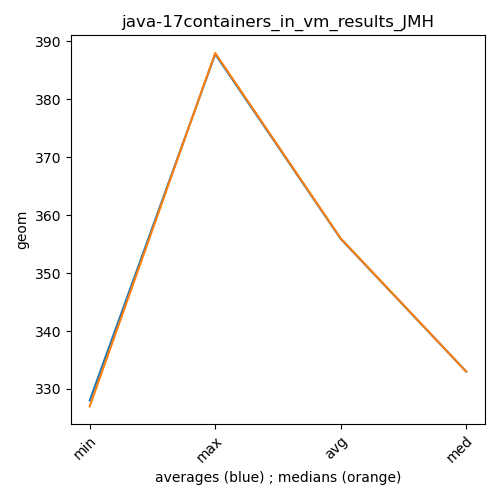 java-17containers_in_vm_results_JMH
390
380
370
360
350
340
330
geom
min
max
avg
med
averages (blue) ; medians (orange)